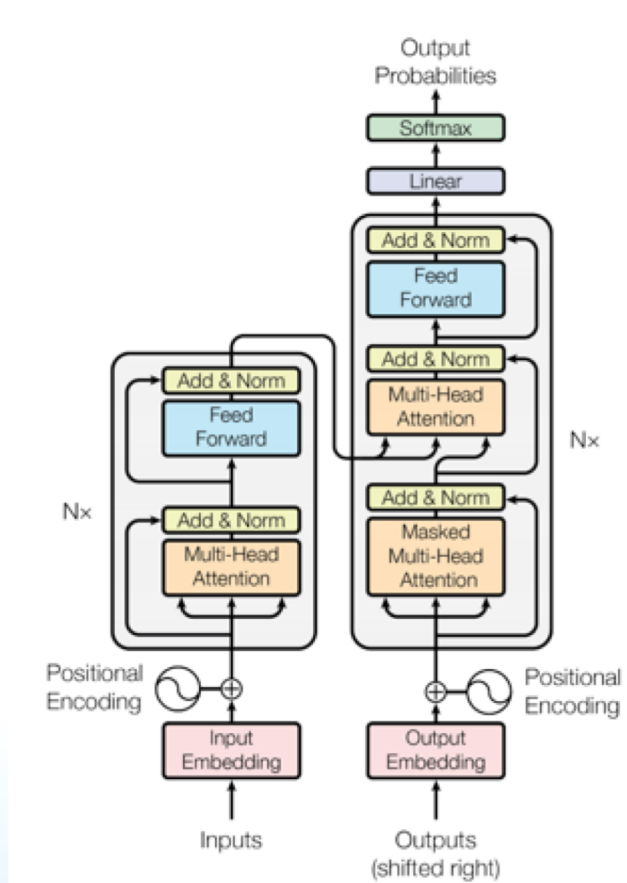 Output
Probabilities
Softmax
Linear
Add & Norm
Feed
Forward
Add & Norm
Multi-Head
Attention
Add & Norm
Masked
Multi-Head
Attention
Nx
Add & Norm
Feed
Forward
Add & Norm
Multi-Head
Attention
Nx
Positional
Encoding
Positional
Encoding
Input
Embedding
Output
Embedding
Inputs
Outputs
(shifted right)